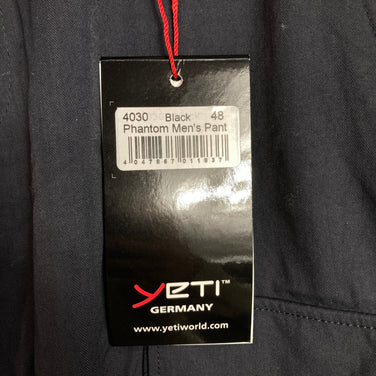 4030 Black 48
Phantom Men's Pant
4 047867 011837
YETI™
GERMANY
www.yetiworld.com